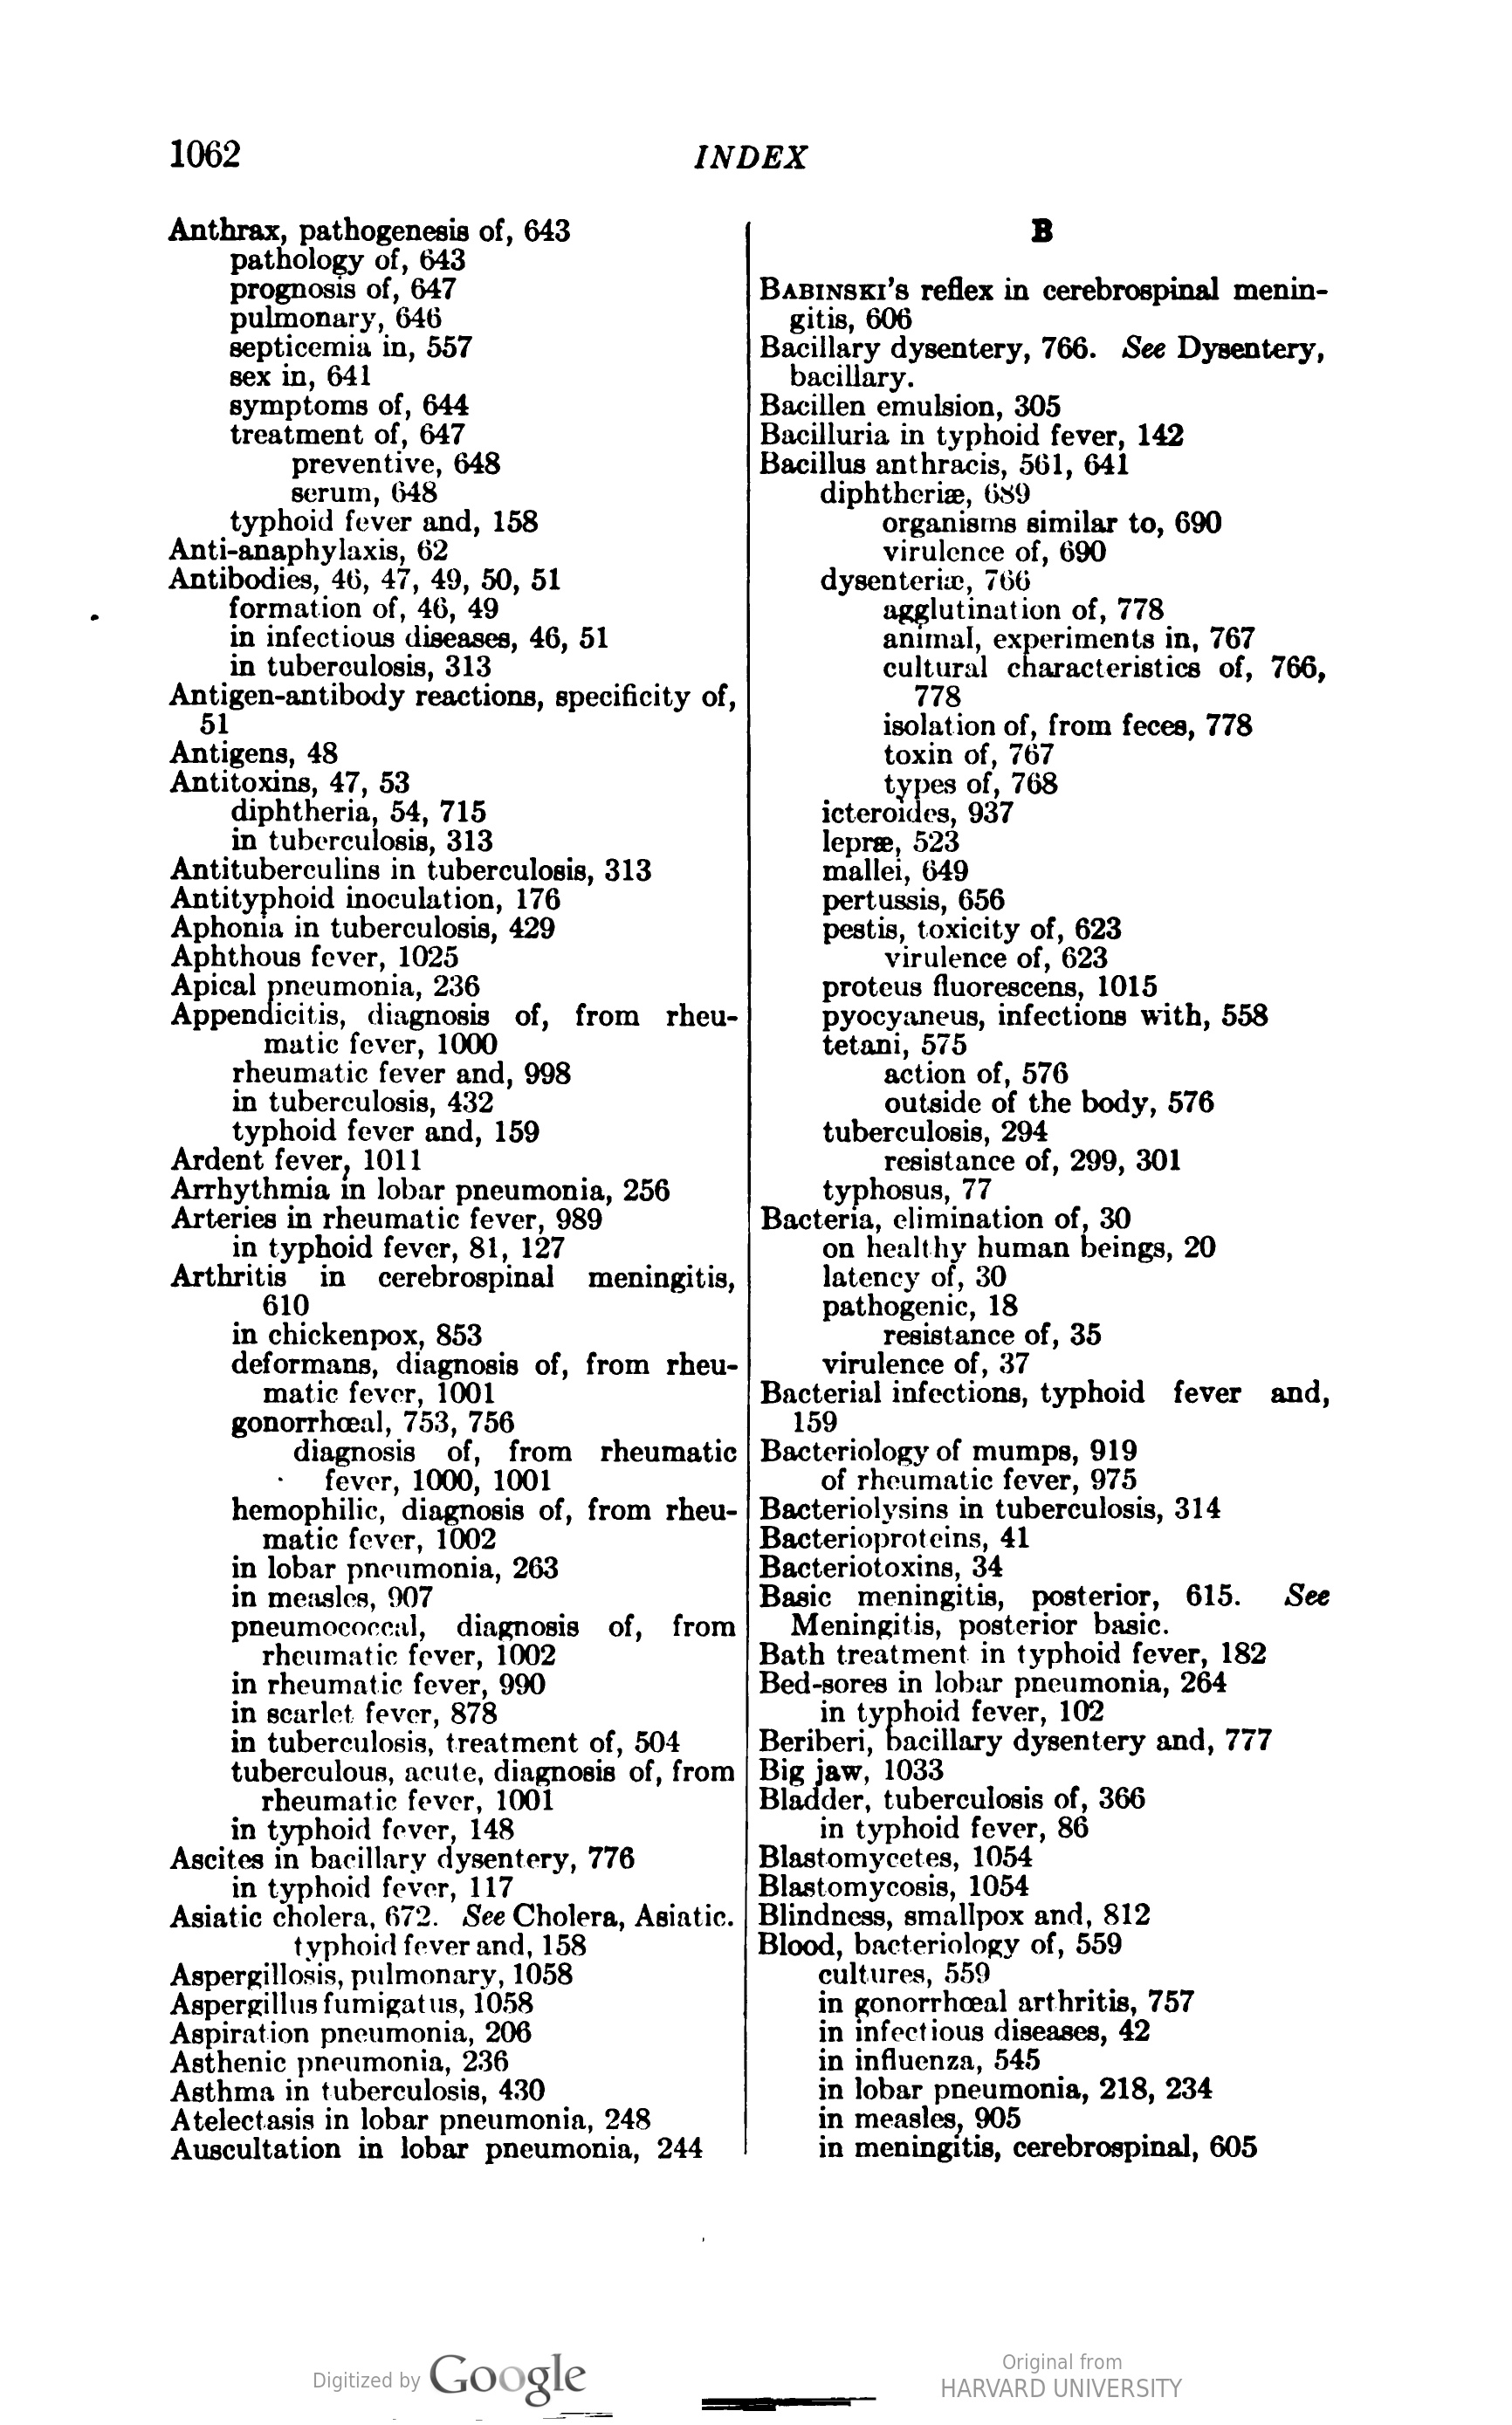 1062
INDEX
Anthrax, pathogenesis of, 643
pathology of, 643
prognosis of, 647
pulmonary, 646
septicemia in, 557
sex in, 641
symptoms of, 644
treatment of, 647
preventive, 648
serum, 648
typhoid fever and, 158
Anti-anaphylaxis, 62
Antibodies, 46, 47, 49, 50, 51
formation of, 46, 49
in infectious diseases, 46, 51
in tuberculosis, 313
Antigen-antibody reactions, specificity of,
51
Antigens, 48
Antitoxins, 47, 53
diphtheria, 54, 715
in tuberculosis, 313
Antituberculins in tuberculosis, 313
Antityphoid inoculation, 176
Aphonia in tuberculosis, 429
Aphthous fever, 1025
Apical pneumonia, 236
Appendicitis, diagnosis of, from rheu-
matic fever, 1000
rheumatic fever and, 998
in tuberculosis, 432
typhoid fever and, 159
Ardent fever, 1011
Arrhythmia in lobar pneumonia, 256
Arteries in rheumatic fever, 989
in typhoid fever, 81, 127
Arthritis in cerebrospinal meningitis,
610
in chickenpox, 853
deformans, diagnosis of, from rheu-
matic fever, 1001
gonorrhœal, 753, 756
diagnosis of, from rheumatic
fever, 1000, 1001
hemophilic, diagnosis of, from rheu-
matic fever, 1002
in lobar pneumonia, 263
in measles, 907
pneumococcal, diagnosis of, from
rheumatic fever, 1002
in rheumatic fever, 990
in scarlet fever, 878
in tuberculosis, treatment of, 504
tuberculous, acute, diagnosis of, from
rheumatic fever, 1001
in typhoid fever, 148
Ascites in bacillary dysentery, 776
in typhoid fever, 117
Asiatic cholera, 672. See Cholera, Asiatic.
typhoid fever and, 158
Aspergillosis, pulmonary, 1058
Aspergillus fumigatus, 1058
Aspiration pneumonia, 206
Asthenic pneumonia, 236
Asthma in tuberculosis, 430
Atelectasis in lobar pneumonia, 248
Auscultation in lobar pneumonia, 244
B
BABINSKI'S reflex in cerebrospinal menin-
gitis, 606
Bacillary dysentery, 766. See Dysentery,
bacillary.
Bacillen emulsion, 305
Bacilluria in typhoid fever, 142
Bacillus anthracis, 561, 641
diphtheriæ, 689
organisms similar to, 690
virulence of, 690
dysenteriæ, 766
agglutination of, 778
animal, experiments in, 767
cultural characteristics of, 766,
778
isolation of, from feces, 778
toxin of, 767
types of, 768
icteroides, 937
lepræ, 523
mallei, 649
pertussis, 656
pestis, toxicity of, 623
virulence of, 623
proteus fluorescens, 1015
pyocyaneus, infections with, 558
tetani, 575
action of, 576
outside of the body, 576
tuberculosis, 294
resistance of, 299, 301
typhosus, 77
Bacteria, elimination of, 30
on healthy human beings, 20
latency of, 30
pathogenic, 18
resistance of, 35
virulence of, 37
Bacterial infections, typhoid fever and,
159
Bacteriology of mumps, 919
of rheumatic fever, 975
Bacteriolysins in tuberculosis, 314
Bacterioproteins, 41
Bacteriotoxins, 34
Basic meningitis, posterior, 615. See
Meningitis, posterior basic.
Bath treatment in typhoid fever, 182
Bed-sores in lobar pneumonia, 264
in typhoid fever, 102
Beriberi, bacillary dysentery and, 777
Big jaw, 1033
Bladder, tuberculosis of, 366
in typhoid fever, 86
Blastomycetes, 1054
Blastomycosis, 1054
Blindness, smallpox and, 812
Blood, bacteriology of, 559
cultures, 559
in gonorrhœal arthritis, 757
in infectious diseases, 42
in influenza, 545
in lobar pneumonia, 218, 234
in measles, 905
in meningitis, cerebrospinal, 605
Digitized by Google
Original from
HARVARD UNIVERSITY